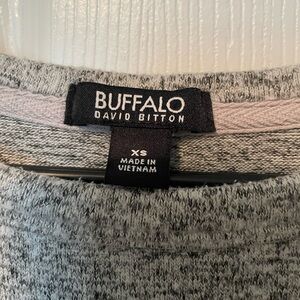 BUFFALO
DAVID BITTON
XS
MADE IN
VIETNAM